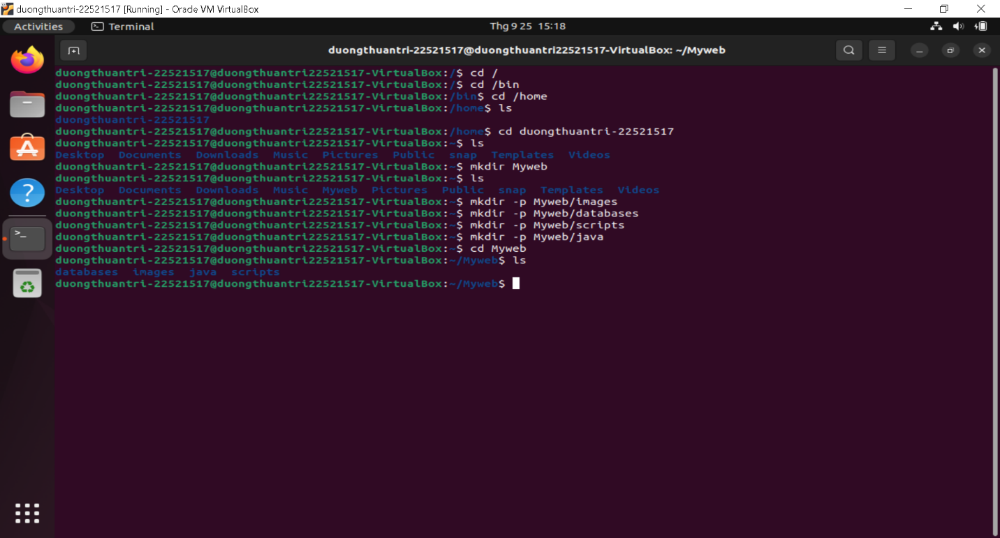 duongthuantri-22521517 [Running] - Oracle VM VirtualBox
Activities Terminal Thg 9 25 15:18
duongthuantri-22521517@duongthuantri22521517-VirtualBox: ~/Myweb
duongthuantri-22521517@duongthuantri22521517-VirtualBox:/$ cd /
duongthuantri-22521517@duongthuantri22521517-VirtualBox:/$ cd /bin
duongthuantri-22521517@duongthuantri22521517-VirtualBox:/bin$ cd /home
duongthuantri-22521517@duongthuantri22521517-VirtualBox:/home$ ls
duongthuantri-22521517
duongthuantri-22521517@duongthuantri22521517-VirtualBox:/home$ cd duongthuantri-22521517
duongthuantri-22521517@duongthuantri22521517-VirtualBox:~$ ls
Desktop Documents Downloads Music Pictures Public snap Templates Videos
duongthuantri-22521517@duongthuantri22521517-VirtualBox:~$ mkdir Myweb
duongthuantri-22521517@duongthuantri22521517-VirtualBox:~$ ls
Desktop Documents Downloads Music Myweb Pictures Public snap Templates Videos
duongthuantri-22521517@duongthuantri22521517-VirtualBox:~$ mkdir -p Myweb/images
duongthuantri-22521517@duongthuantri22521517-VirtualBox:~$ mkdir -p Myweb/databases
duongthuantri-22521517@duongthuantri22521517-VirtualBox:~$ mkdir -p Myweb/scripts
duongthuantri-22521517@duongthuantri22521517-VirtualBox:~$ mkdir -p Myweb/java
duongthuantri-22521517@duongthuantri22521517-VirtualBox:~$ cd Myweb
duongthuantri-22521517@duongthuantri22521517-VirtualBox:~/Myweb$ ls
databases images java scripts
duongthuantri-22521517@duongthuantri22521517-VirtualBox:~/Myweb$